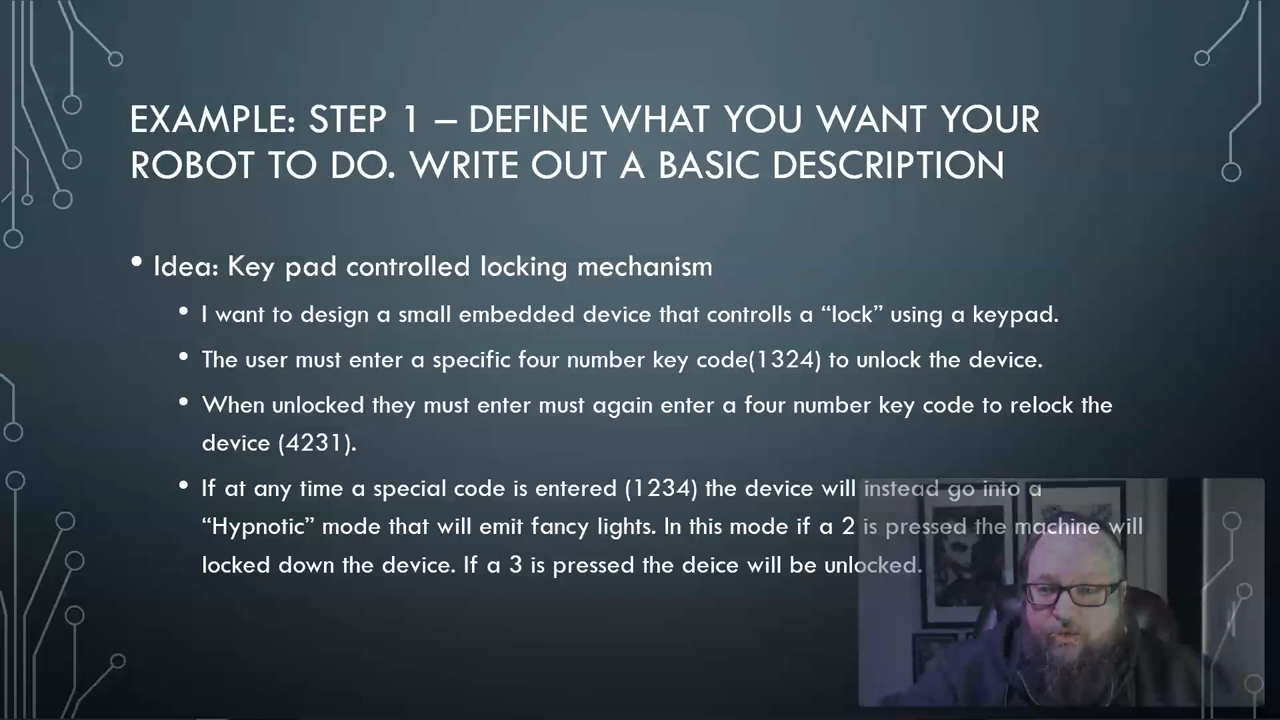 EXAMPLE: STEP 1 – DEFINE WHAT YOU WANT YOUR
ROBOT TO DO. WRITE OUT A BASIC DESCRIPTION
• Idea: Key pad controlled locking mechanism
• I want to design a small embedded device that controlls a “lock” using a keypad.
• The user must enter a specific four number key code(1324) to unlock the device.
• When unlocked they must enter must again enter a four number key code to relock the
device (4231).
• If at any time a special code is entered (1234) the device will instead go into a
“Hypnotic” mode that will emit fancy lights. In this mode if a 2 is pressed the machine will
locked down the device. If a 3 is pressed the deice will be unlocked.